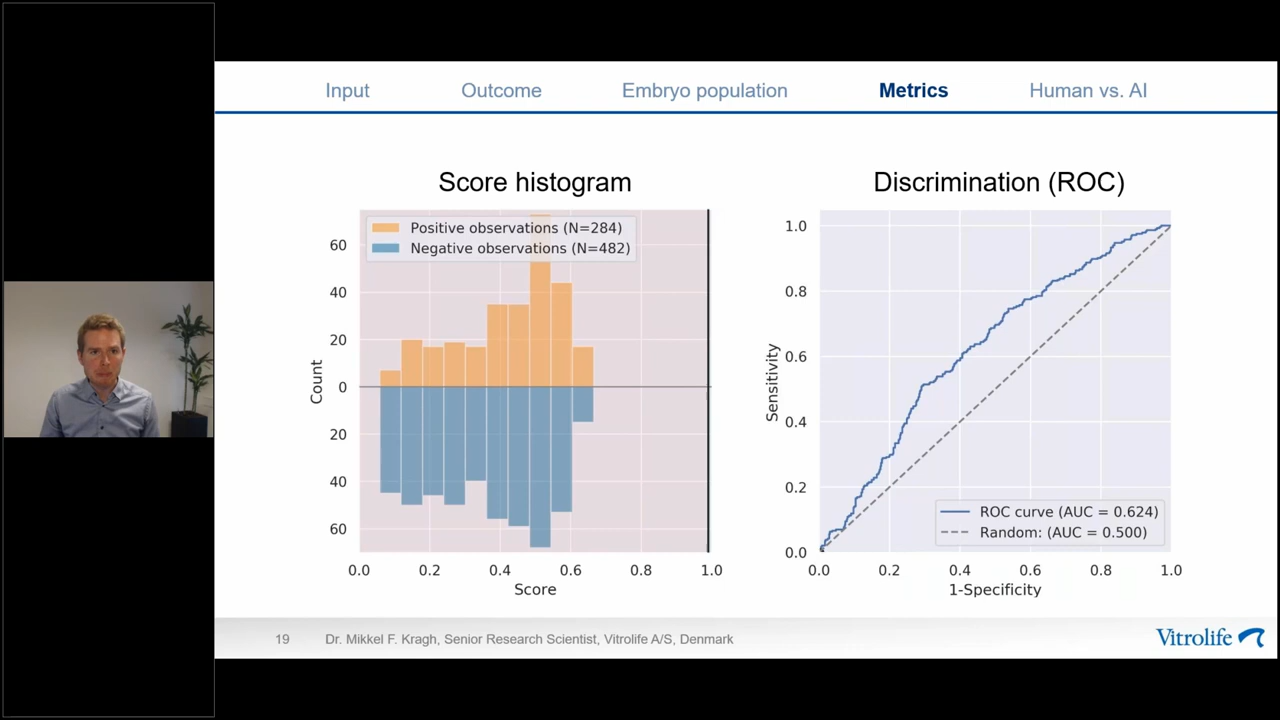 Input Outcome Embryo population Metrics Human vs. AI
Score histogram
Positive observations (N=284)
Negative observations (N=482)
60
40
20
0
20
40
60
Count
0.0 0.2 0.4 0.6 0.8 1.0
Score
Discrimination (ROC)
1.0
0.8
0.6
0.4
0.2
0.0
Sensitivity
ROC curve (AUC = 0.624)
Random: (AUC = 0.500)
0.0 0.2 0.4 0.6 0.8 1.0
1-Specificity
19 Dr. Mikkel F. Kragh, Senior Research Scientist, Vitrolife A/S, Denmark
Vitrolife